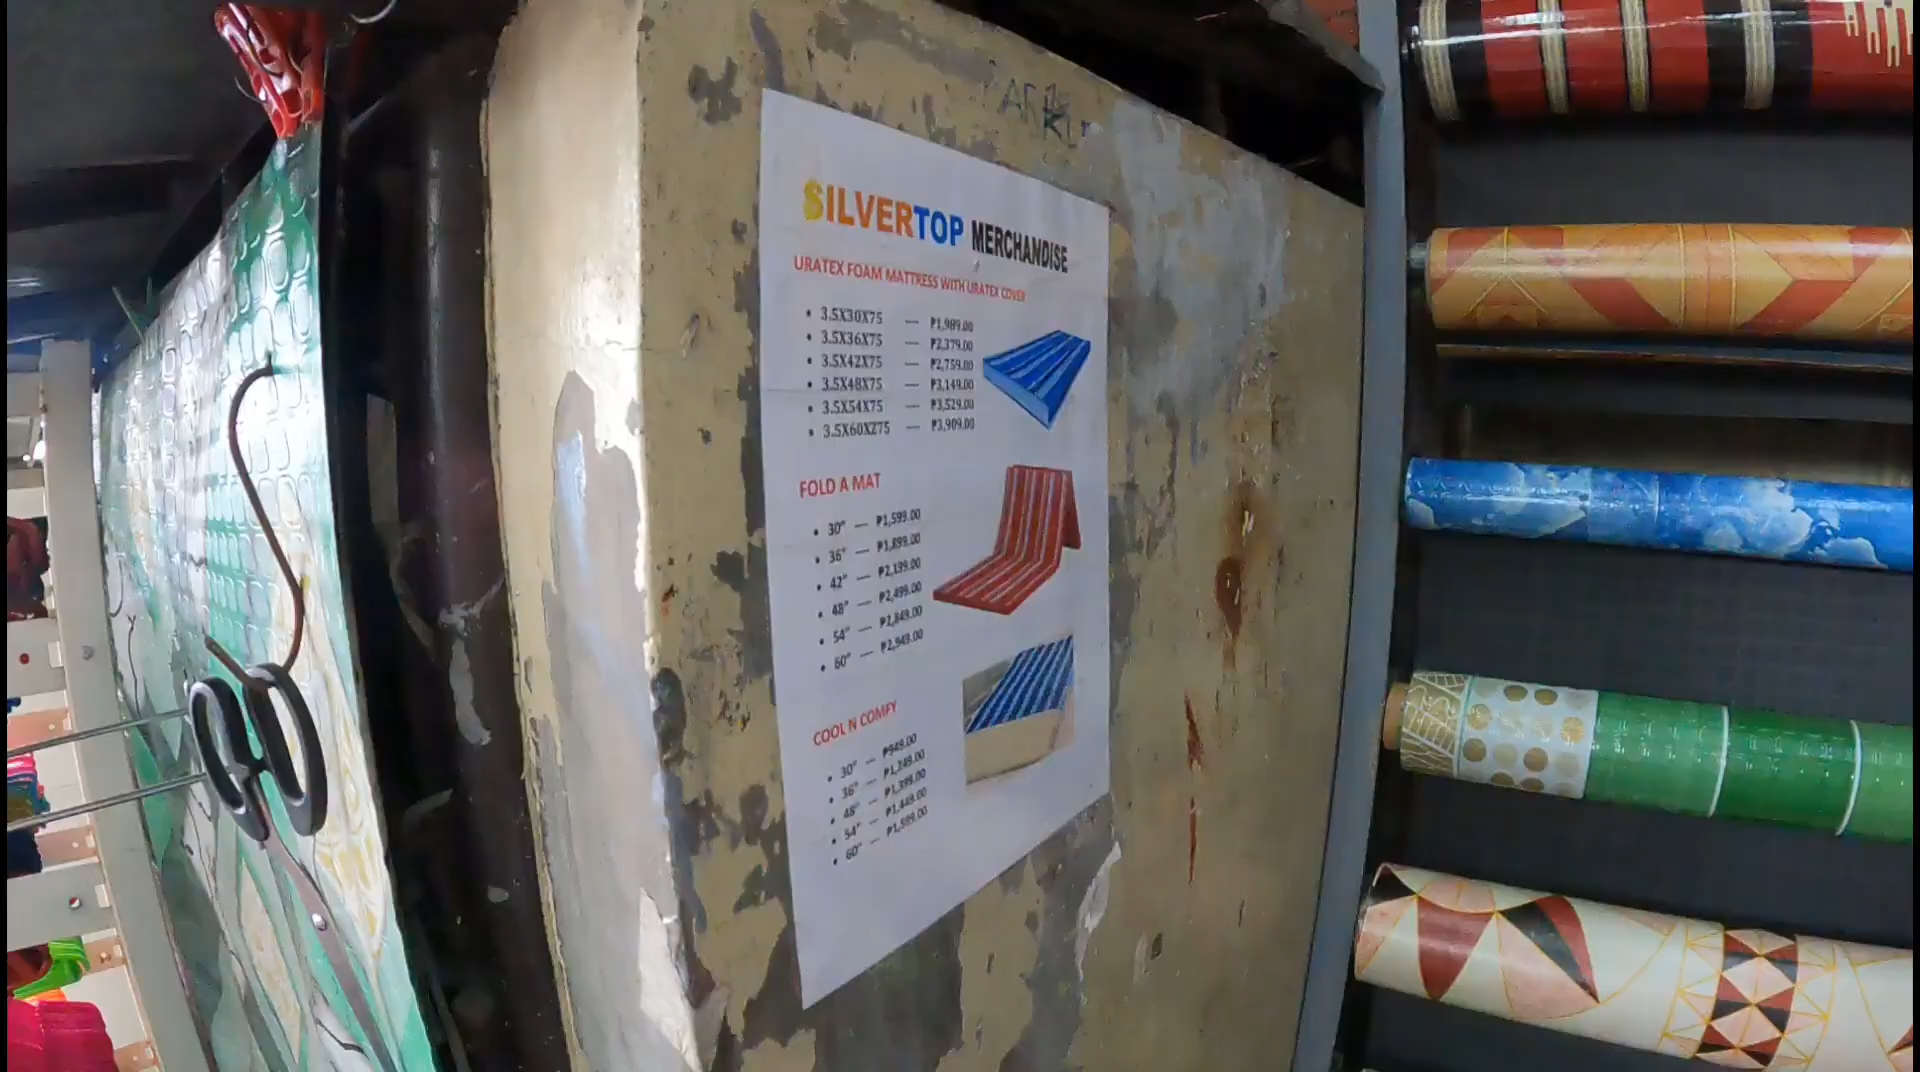 SILVERTOP MERCHANDISE
URATEX FOAM MATTRESS WITH URATEX COVER
• 3.5X30X75 — ₱1,989.00
• 3.5X36X75 — ₱2,379.00
• 3.5X42X75 — ₱2,759.00
• 3.5X48X75 — ₱3,149.00
• 3.5X54X75 — ₱3,529.00
• 3.5X60XZ75 — ₱3,909.00
FOLD A MAT
• 30" — ₱1,599.00
• 36" — ₱1,899.00
• 42" — ₱2,199.00
• 48" — ₱2,499.00
• 54" — ₱2,849.00
• 60" — ₱2,949.00
COOL N COMFY
• 30" — ₱949.00
• 36" — ₱1,249.00
• 48" — ₱1,399.00
• 54" — ₱1,449.00
• 60" — ₱1,599.00